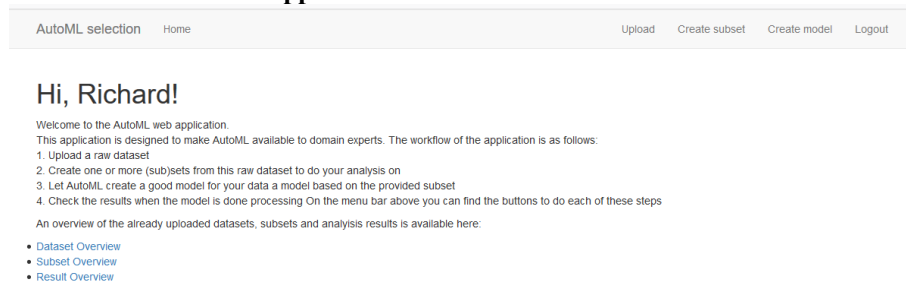 AutoML selection Home Upload Create subset Create model Logout
Hi, Richard!
Welcome to the AutoML web application.
This application is designed to make AutoML available to domain experts. The workflow of the application is as follows:
1. Upload a raw dataset
2. Create one or more (sub)sets from this raw dataset to do your analysis on
3. Let AutoML create a good model for your data a model based on the provided subset
4. Check the results when the model is done processing On the menu bar above you can find the buttons to do each of these steps
An overview of the already uploaded datasets, subsets and analyisis results is available here:
• Dataset Overview
• Subset Overview
• Result Overview